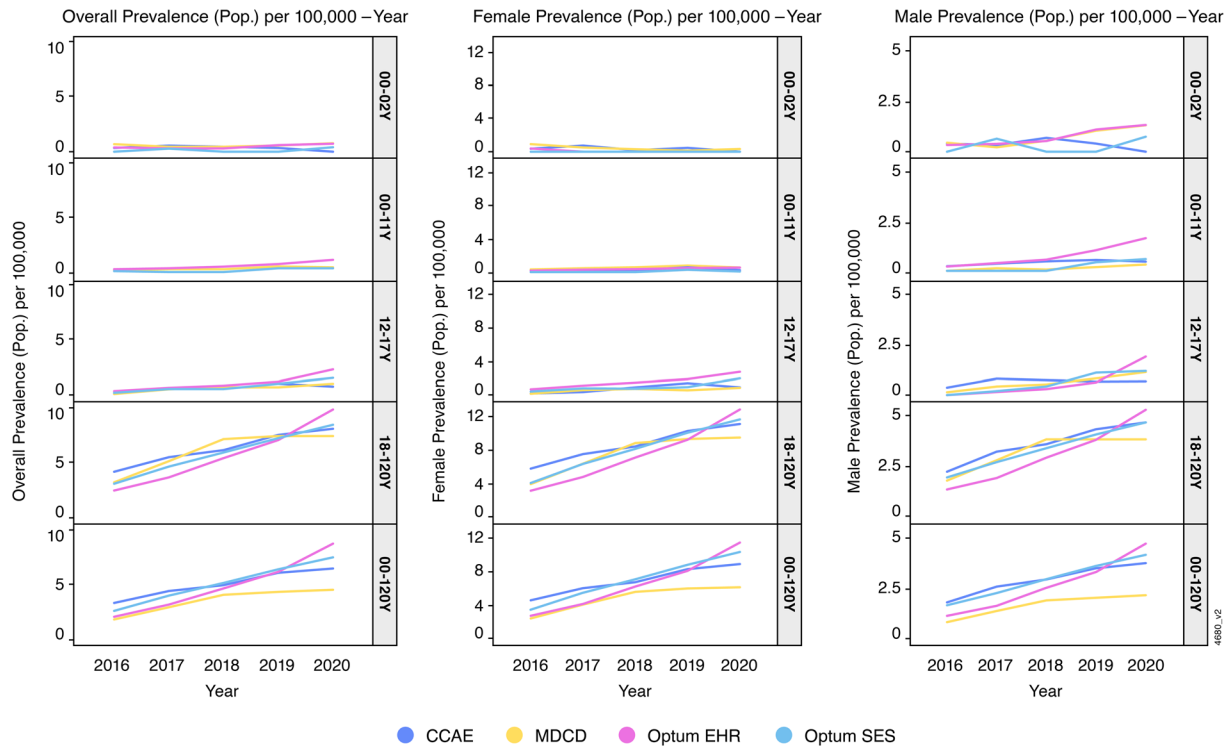 Overall Prevalence (Pop.) per 100,000 – Year
Female Prevalence (Pop.) per 100,000 – Year
Male Prevalence (Pop.) per 100,000 – Year
Overall Prevalence (Pop.) per 100,000
10
5
0
00-02Y
10
5
0
00-11Y
10
5
0
12-17Y
10
5
0
18-120Y
10
5
0
00-120Y
2016 2017 2018 2019 2020
Year
Female Prevalence (Pop.) per 100,000
12
8
4
0
00-02Y
12
8
4
0
00-11Y
12
8
4
0
12-17Y
12
8
4
0
18-120Y
12
8
4
0
00-120Y
2016 2017 2018 2019 2020
Year
Male Prevalence (Pop.) per 100,000
5
2.5
0
00-02Y
5
2.5
0
00-11Y
5
2.5
0
12-17Y
5
2.5
0
18-120Y
5
2.5
0
00-120Y
2016 2017 2018 2019 2020
Year
4680_v2
CCAE MDCD Optum EHR Optum SES